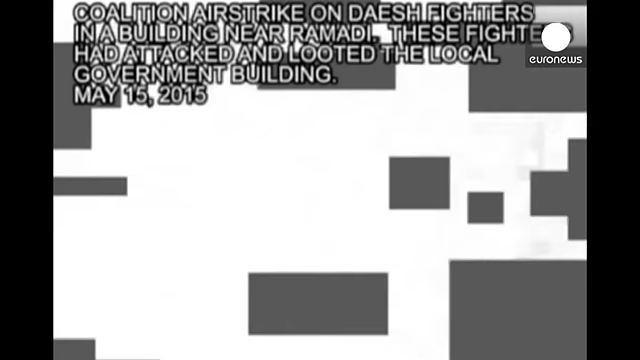 COALITION AIRSTRIKE ON DAESH FIGHTERS
IN A BUILDING NEAR RAMADI. THESE FIGHTERS
HAD ATTACKED AND LOOTED THE LOCAL
GOVERNMENT BUILDING.
MAY 15, 2015
euronews